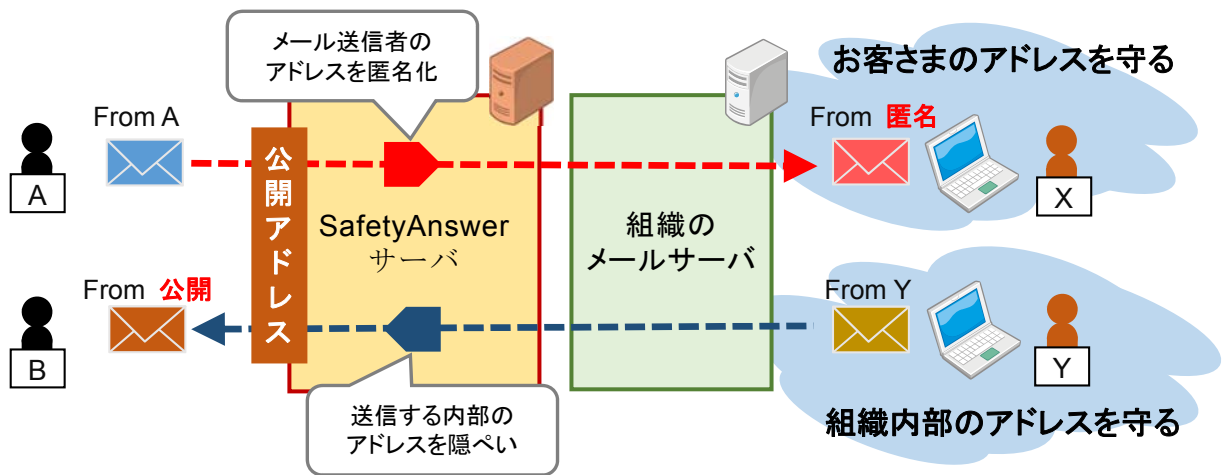 メール送信者の
アドレスを匿名化
お客さまのアドレスを守る
From A
From 匿名
A
X
公開アドレス
SafetyAnswer
サーバ
組織の
メールサーバ
From 公開
From Y
B
Y
送信する内部の
アドレスを隠ぺい
組織内部のアドレスを守る